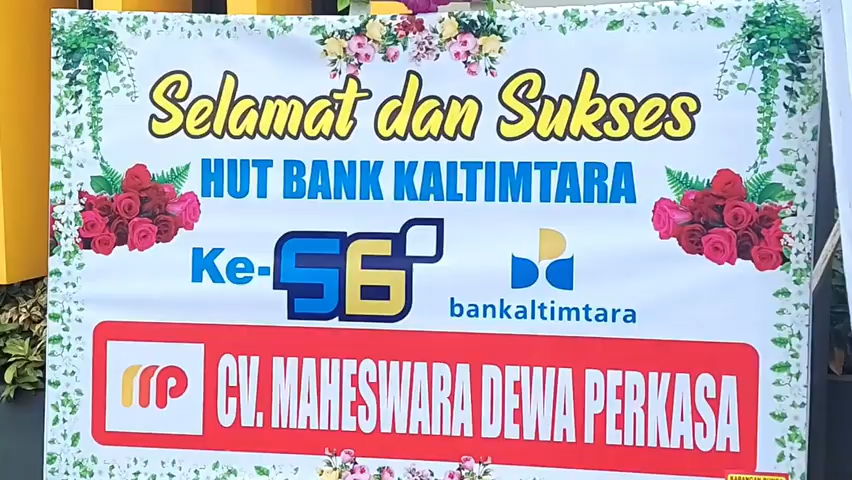 Selamat dan Sukses
HUT BANK KALTIMTARA
Ke-56
bankaltimtara
CV. MAHESWARA DEWA PERKASA